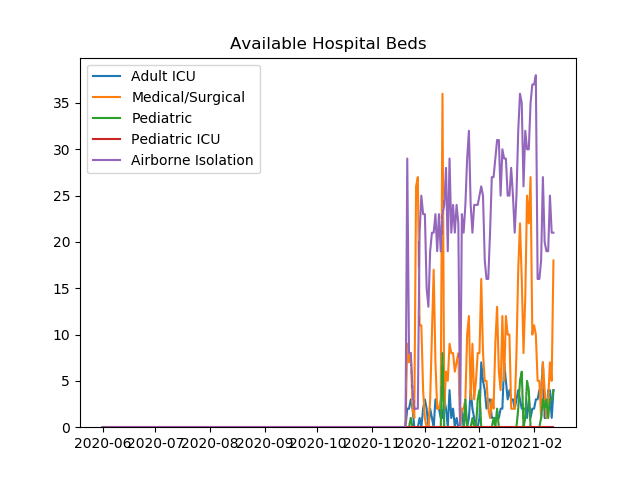 Available Hospital Beds
Adult ICU
Medical/Surgical
Pediatric
Pediatric ICU
Airborne Isolation
35
30
25
20
15
10
5
0
2020-06 2020-07 2020-08 2020-09 2020-10 2020-11 2020-12 2021-01 2021-02